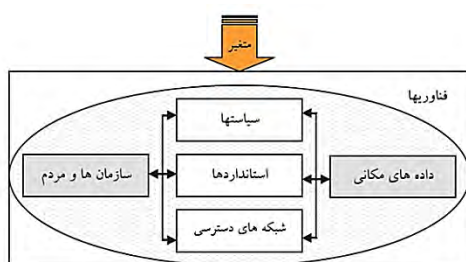 متغیر
فناوریها
سیاستها
سازمان ها و مردم
استانداردها
داده های مکانی
شبکه های دسترسی